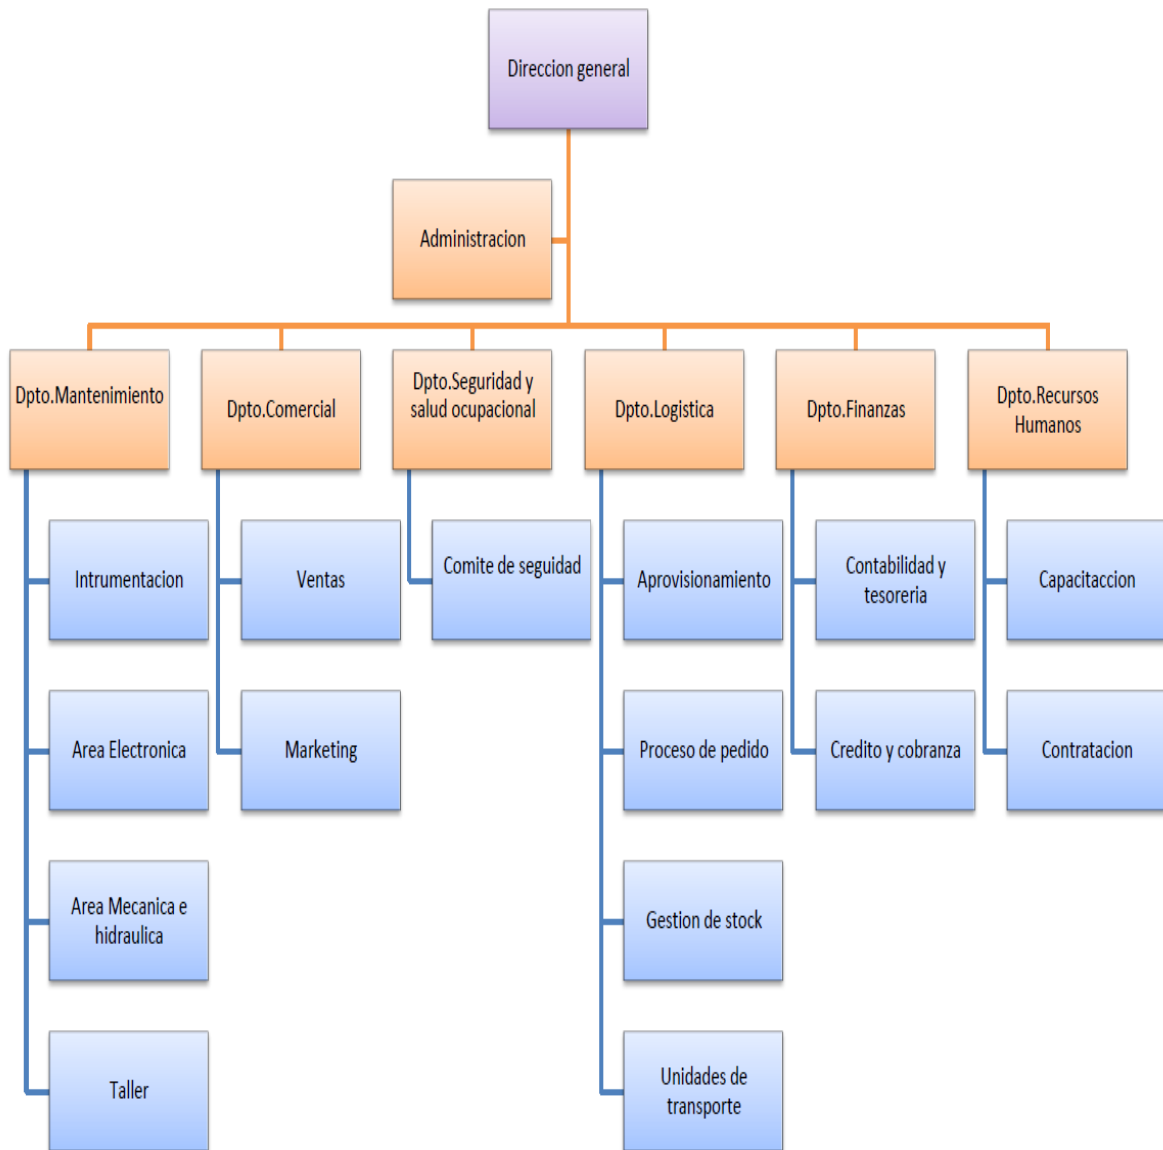 Direccion general
Administracion
Dpto.Mantenimiento
Dpto.Comercial
Dpto.Seguridad y
salud ocupacional
Dpto.Logistica
Dpto.Finanzas
Dpto.Recursos
Humanos
Intrumentacion
Ventas
Comite de seguidad
Aprovisionamiento
Contabilidad y
tesoreria
Capacitaccion
Area Electronica
Marketing
Proceso de pedido
Credito y cobranza
Contratacion
Area Mecanica e
hidraulica
Gestion de stock
Taller
Unidades de
transporte